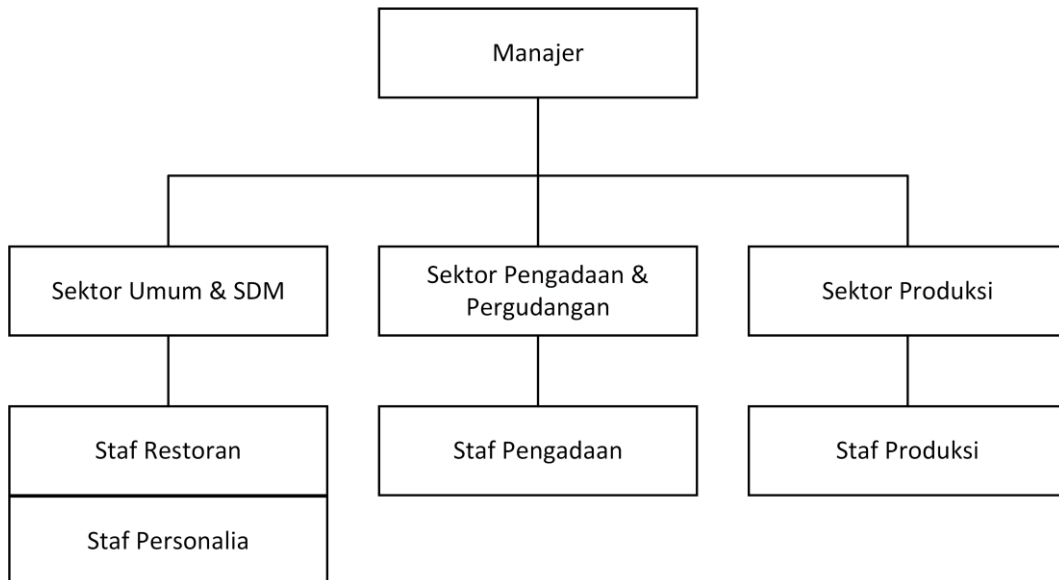 Manajer
Sektor Umum & SDM
Sektor Pengadaan &
Pergudangan
Sektor Produksi
Staf Restoran
Staf Pengadaan
Staf Produksi
Staf Personalia